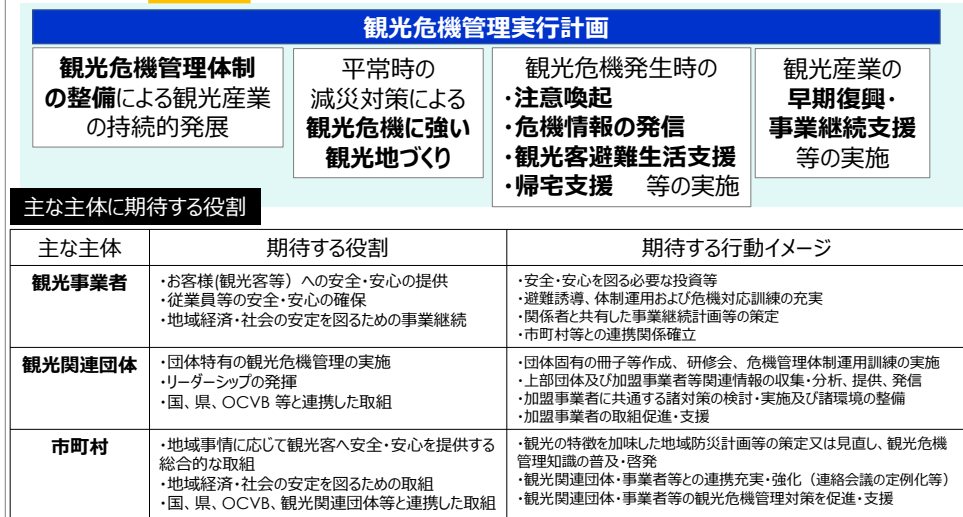 観光危機管理実行計画
観光危機管理体制
の整備による観光産業
の持続的発展
平常時の
減災対策による
観光危機に強い
観光地づくり
観光危機発生時の
・注意喚起
・危機情報の発信
・観光客避難生活支援
・帰宅支援 等の実施
観光産業の
早期復興・
事業継続支援
等の実施
主な主体に期待する役割
主な主体 期待する役割 期待する行動イメージ
観光事業者
・お客様(観光客等）への安全・安心の提供
・従業員等の安全・安心の確保
・地域経済・社会の安定を図るための事業継続
・安全・安心を図る必要な投資等
・避難誘導、体制運用および危機対応訓練の充実
・関係者と共有した事業継続計画等の策定
・市町村等との連携関係確立
観光関連団体
・団体特有の観光危機管理の実施
・リーダーシップの発揮
・国、県、OCVB 等と連携した取組
・団体固有の冊子等作成、研修会、危機管理体制運用訓練の実施
・上部団体及び加盟事業者等関連情報の収集・分析、提供、発信
・加盟事業者に共通する諸対策の検討・実施及び諸環境の整備
・加盟事業者の取組促進・支援
市町村
・地域事情に応じて観光客へ安全・安心を提供する
総合的な取組
・地域経済・社会の安定を図るための取組
・国、県、OCVB、観光関連団体等と連携した取組
・観光の特徴を加味した地域防災計画等の策定又は見直し、観光危機
管理知識の普及・啓発
・観光関連団体・事業者等との連携充実・強化（連絡会議の定例化等）
・観光関連団体・事業者等の観光危機管理対策を促進・支援